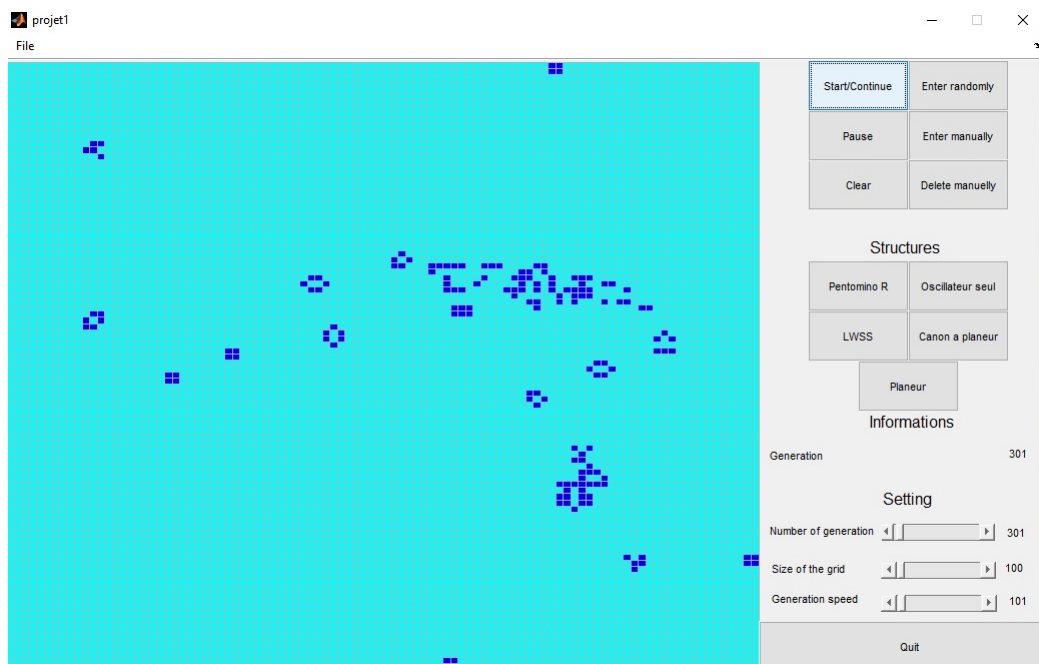 projet1
File
Start/Continue
Enter randomly
Pause
Enter manually
Clear
Delete manuelly
Structures
Pentomino R
Oscillateur seul
LWSS
Canon a planeur
Planeur
Informations
Generation 301
Setting
Number of generation 301
Size of the grid 100
Generation speed 101
Quit